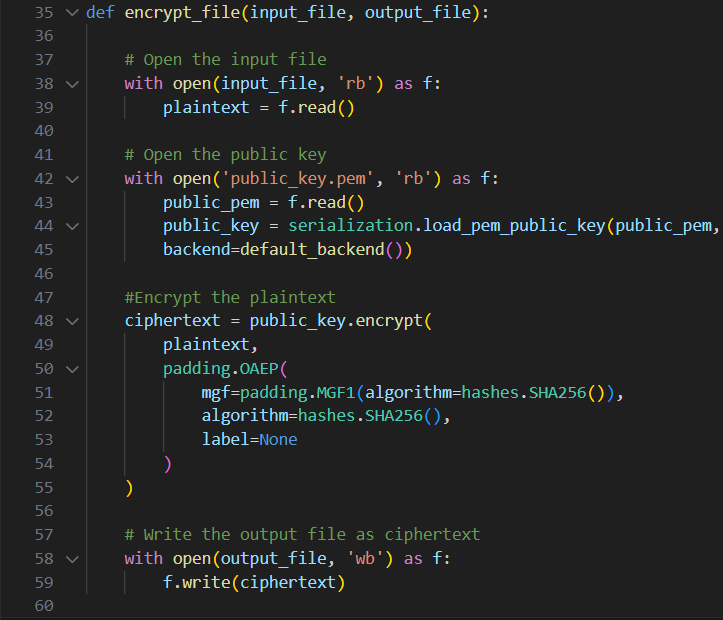 35 def encrypt_file(input_file, output_file):
36
37     # Open the input file
38     with open(input_file, 'rb') as f:
39         plaintext = f.read()
40
41     # Open the public key
42     with open('public_key.pem', 'rb') as f:
43         public_pem = f.read()
44         public_key = serialization.load_pem_public_key(public_pem,
45         backend=default_backend())
46
47     #Encrypt the plaintext
48     ciphertext = public_key.encrypt(
49         plaintext,
50         padding.OAEP(
51             mgf=padding.MGF1(algorithm=hashes.SHA256()),
52             algorithm=hashes.SHA256(),
53             label=None
54         )
55     )
56
57     # Write the output file as ciphertext
58     with open(output_file, 'wb') as f:
59         f.write(ciphertext)
60